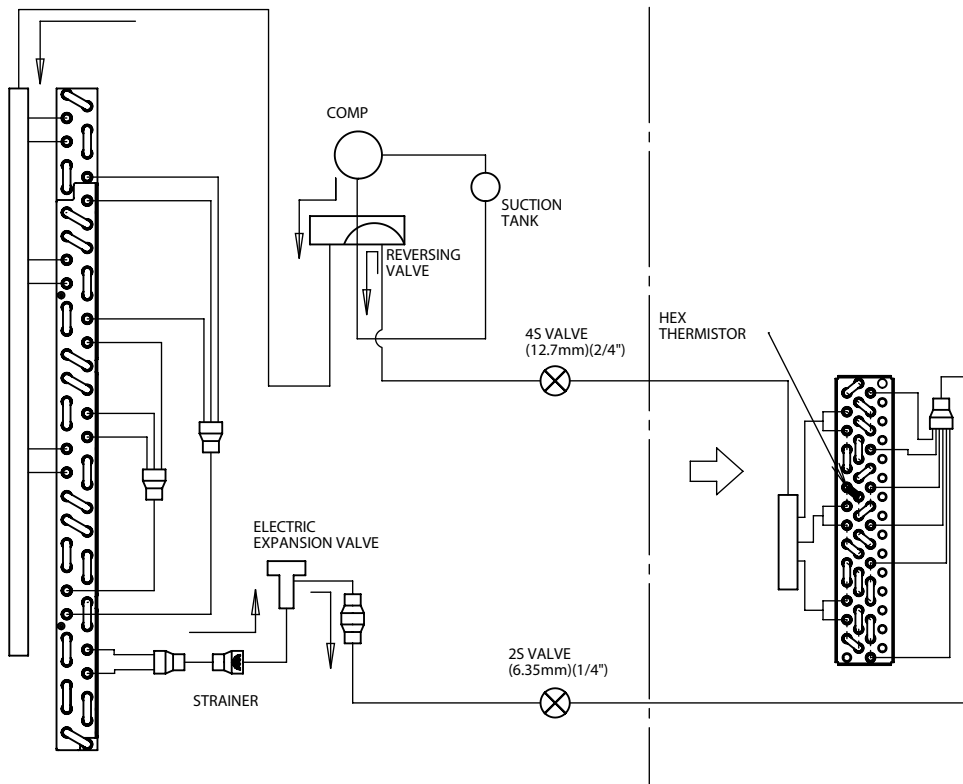 COMP
SUCTION
TANK
REVERSING
VALVE
4S VALVE
(12.7mm)(2/4")
HEX
THERMISTOR
ELECTRIC
EXPANSION VALVE
2S VALVE
(6.35mm)(1/4")
STRAINER